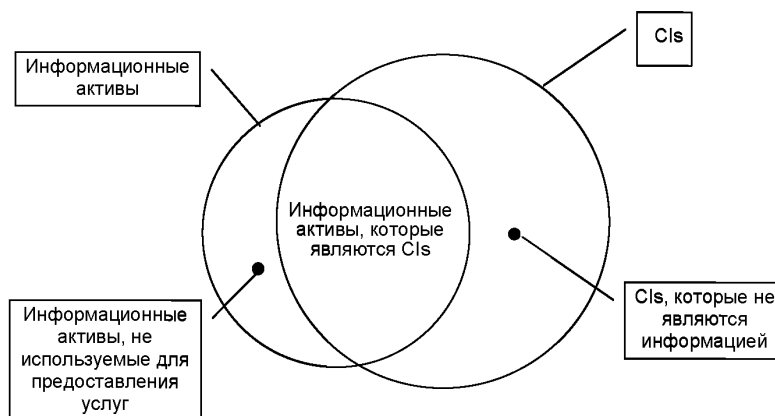 CIs
Информационные
активы
Информационные
активы, которые
являются CIs
CIs, которые не
являются
информацией
Информационные
активы, не
используемые для
предоставления
услуг